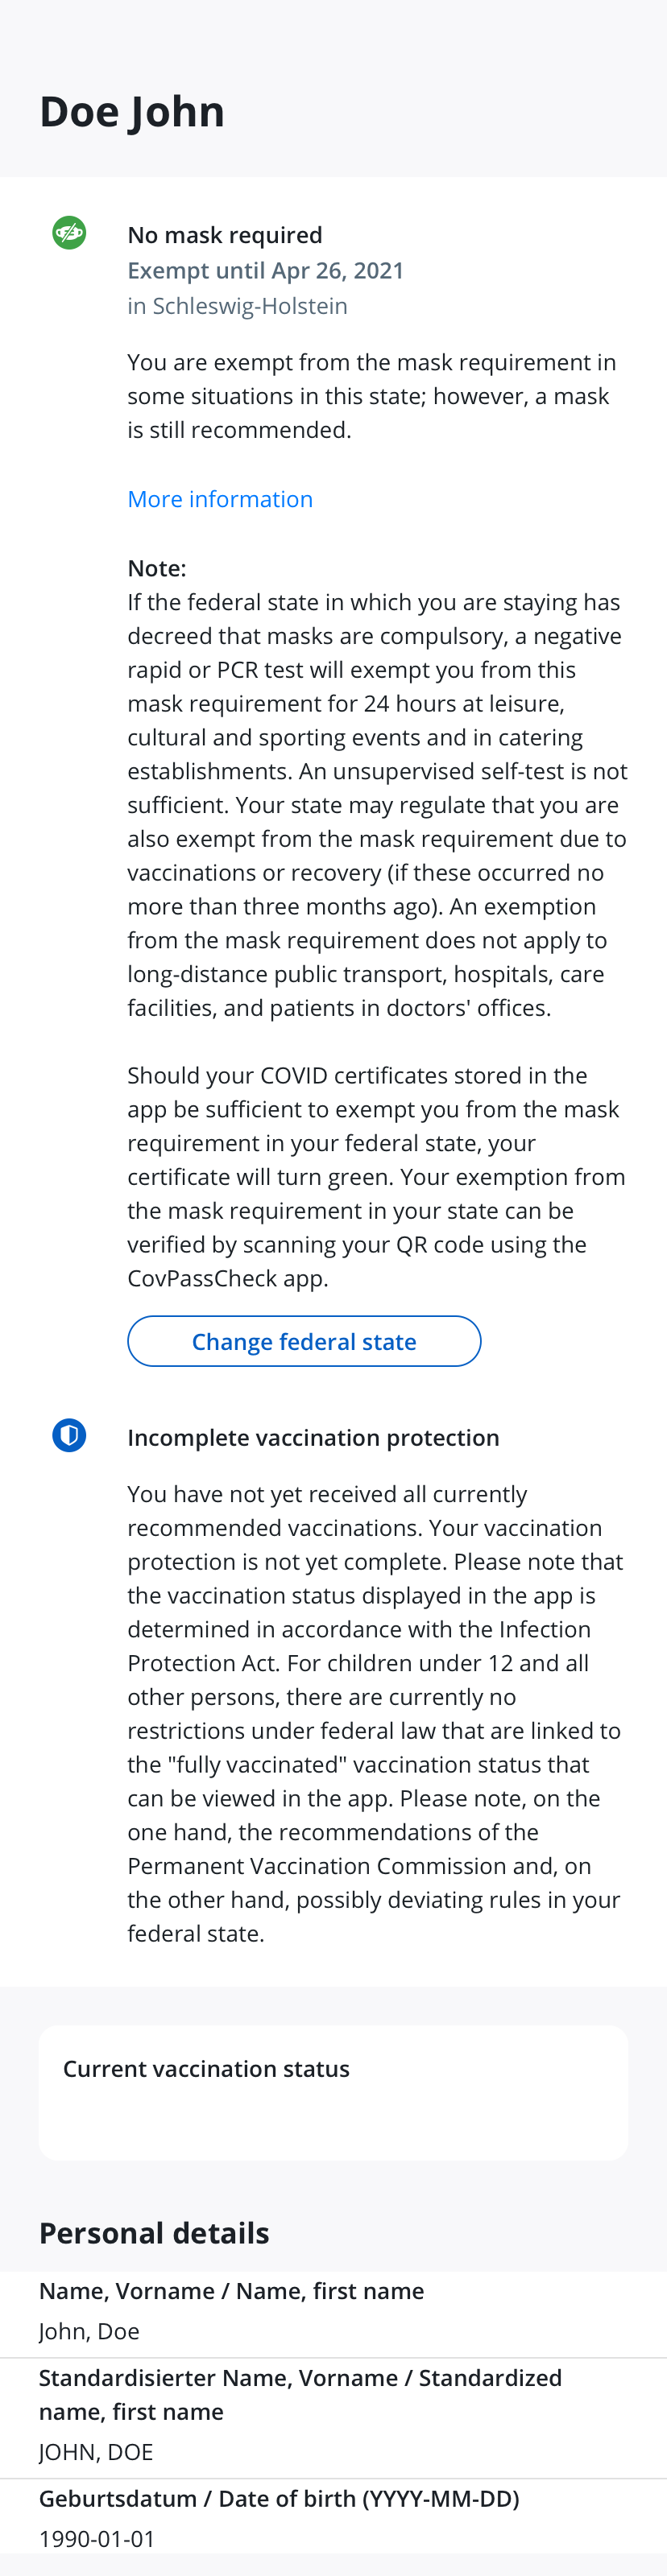 Doe John
No mask required
Exempt until Apr 26, 2021
in Schleswig-Holstein
You are exempt from the mask requirement in
some situations in this state; however, a mask
is still recommended.
More information
Note:
If the federal state in which you are staying has
decreed that masks are compulsory, a negative
rapid or PCR test will exempt you from this
mask requirement for 24 hours at leisure,
cultural and sporting events and in catering
establishments. An unsupervised self-test is not
sufficient. Your state may regulate that you are
also exempt from the mask requirement due to
vaccinations or recovery (if these occurred no
more than three months ago). An exemption
from the mask requirement does not apply to
long-distance public transport, hospitals, care
facilities, and patients in doctors' offices.
Should your COVID certificates stored in the
app be sufficient to exempt you from the mask
requirement in your federal state, your
certificate will turn green. Your exemption from
the mask requirement in your state can be
verified by scanning your QR code using the
CovPassCheck app.
Change federal state
Incomplete vaccination protection
You have not yet received all currently
recommended vaccinations. Your vaccination
protection is not yet complete. Please note that
the vaccination status displayed in the app is
determined in accordance with the Infection
Protection Act. For children under 12 and all
other persons, there are currently no
restrictions under federal law that are linked to
the "fully vaccinated" vaccination status that
can be viewed in the app. Please note, on the
one hand, the recommendations of the
Permanent Vaccination Commission and, on
the other hand, possibly deviating rules in your
federal state.
Current vaccination status
Personal details
Name, Vorname / Name, first name
John, Doe
Standardisierter Name, Vorname / Standardized
name, first name
JOHN, DOE
Geburtsdatum / Date of birth (YYYY-MM-DD)
1990-01-01